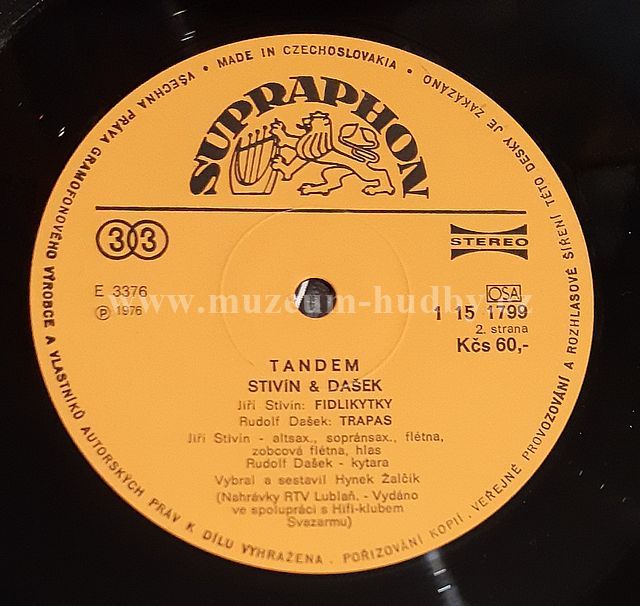 VŠECHNA PRÁVA GRAMOFONOVÉHO VÝROBCE A VLASTNÍKŮ AUTORSKÝCH PRÁV K DÍLU VYHRAŽENA. POŘIZOVÁNÍ KOPIÍ, VEŘEJNÉ PROVOZOVÁNÍ A ROZHLASOVÉ ŠÍŘENÍ TÉTO DESKY JE ZAKÁZÁNO • MADE IN CZECHOSLOVAKIA •
SUPRAPHON
33
STEREO
E 3376
OSA
Ⓟ 1976
1 15 1799
www.muzeum-hudby.cz
2. strana
Kčs 60,-
TANDEM
STIVÍN & DAŠEK
Jiří Stivín: FIDLIKYTKY
Rudolf Dašek: TRAPAS
Jiří Stivín - altsax., sopránsax., flétna,
zobcová flétna, hlas
Rudolf Dašek - kytara
Vybral a sestavil Hynek Žalčík
(Nahrávky RTV Lublaň. - Vydáno
ve spolupráci s Hifi-klubem
Svazarmu)